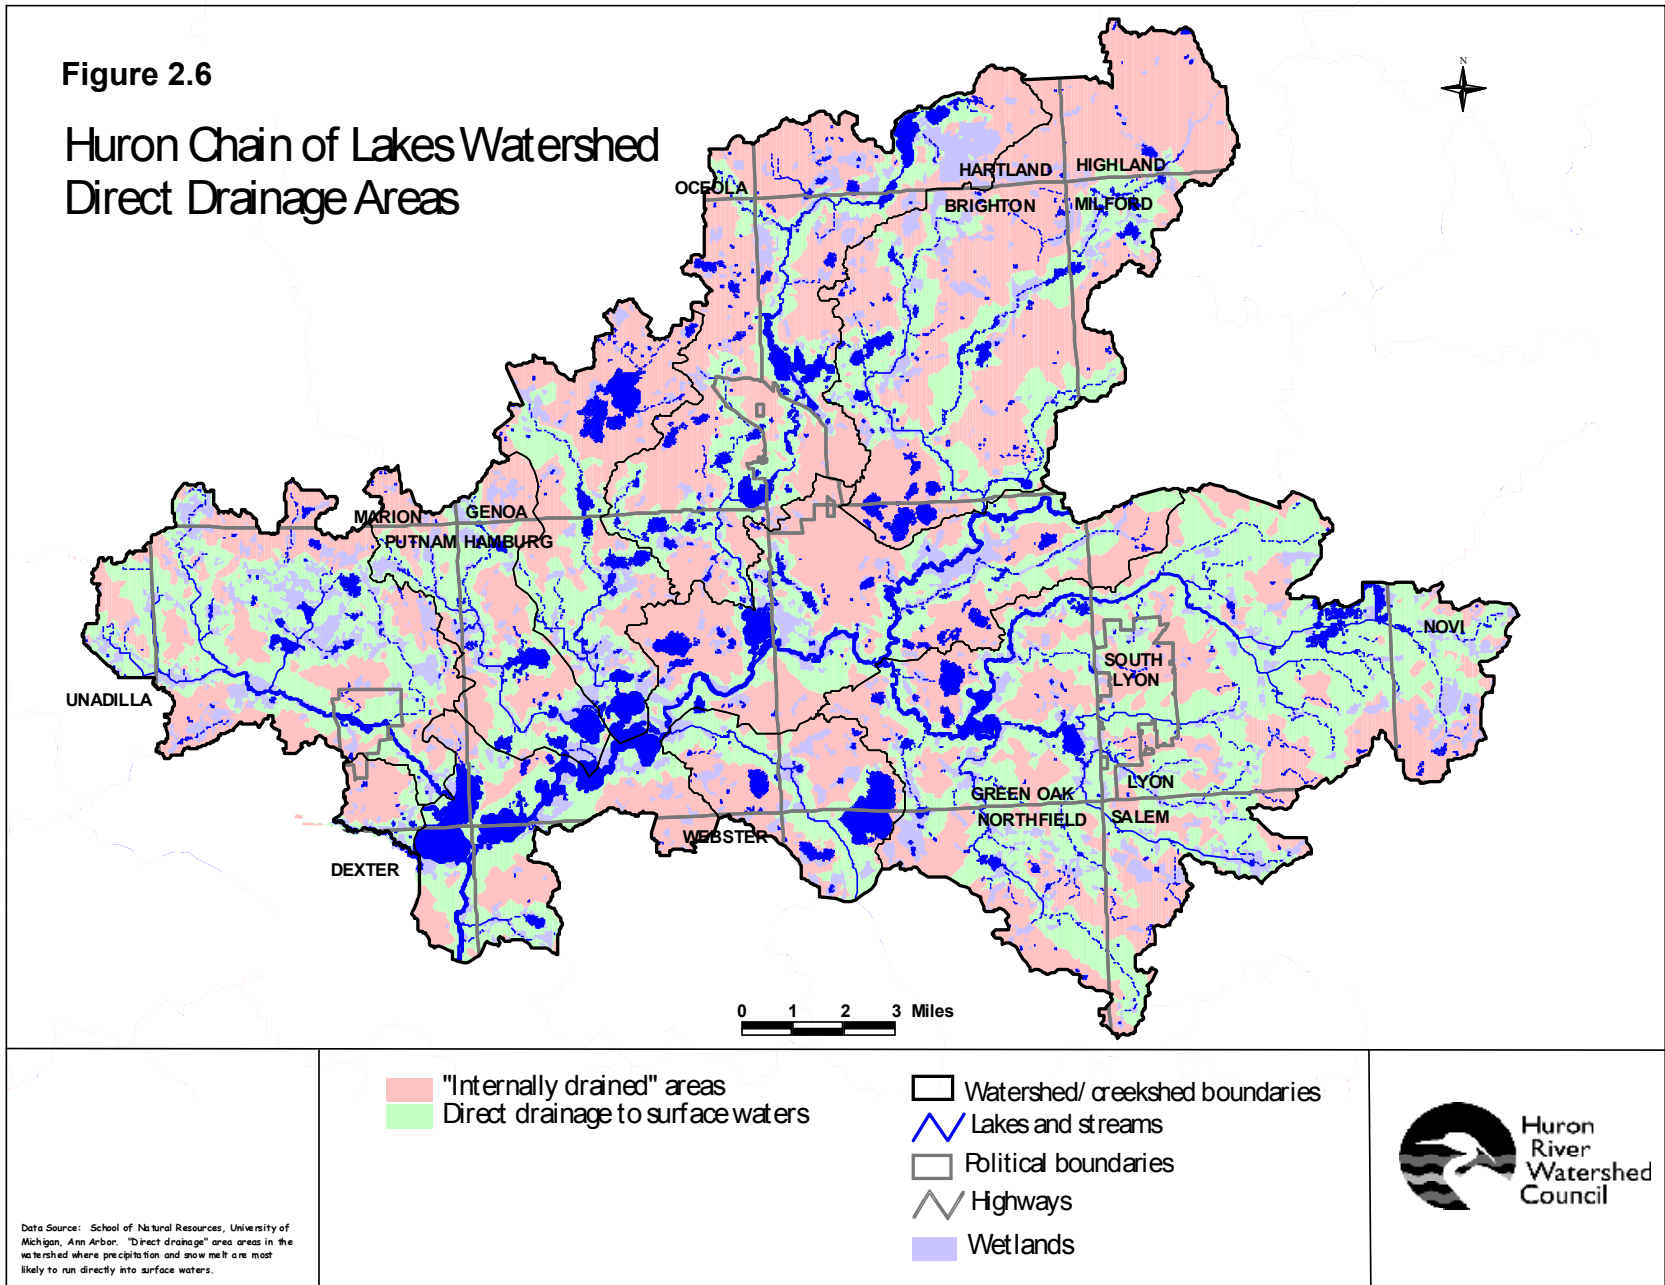 Figure 2.6
Huron Chain of Lakes Watershed
Direct Drainage Areas
N
HARTLAND
HIGHLAND
OCEOLA
BRIGHTON
MILFORD
MARION
GENOA
PUTNAM
HAMBURG
NOVI
SOUTH
LYON
UNADILLA
LYON
GREEN OAK
NORTHFIELD
SALEM
WEBSTER
DEXTER
0 1 2 3 Miles
"Internally drained" areas
Direct drainage to surface waters
Watershed/ creekshed boundaries
Lakes and streams
Political boundaries
Highways
Wetlands
Huron
River
Watershed
Council
Data Source: School of Natural Resources, University of
Michigan, Ann Arbor. "Direct drainage" area areas in the
watershed where precipitation and snow melt are most
likely to run directly into surface waters.